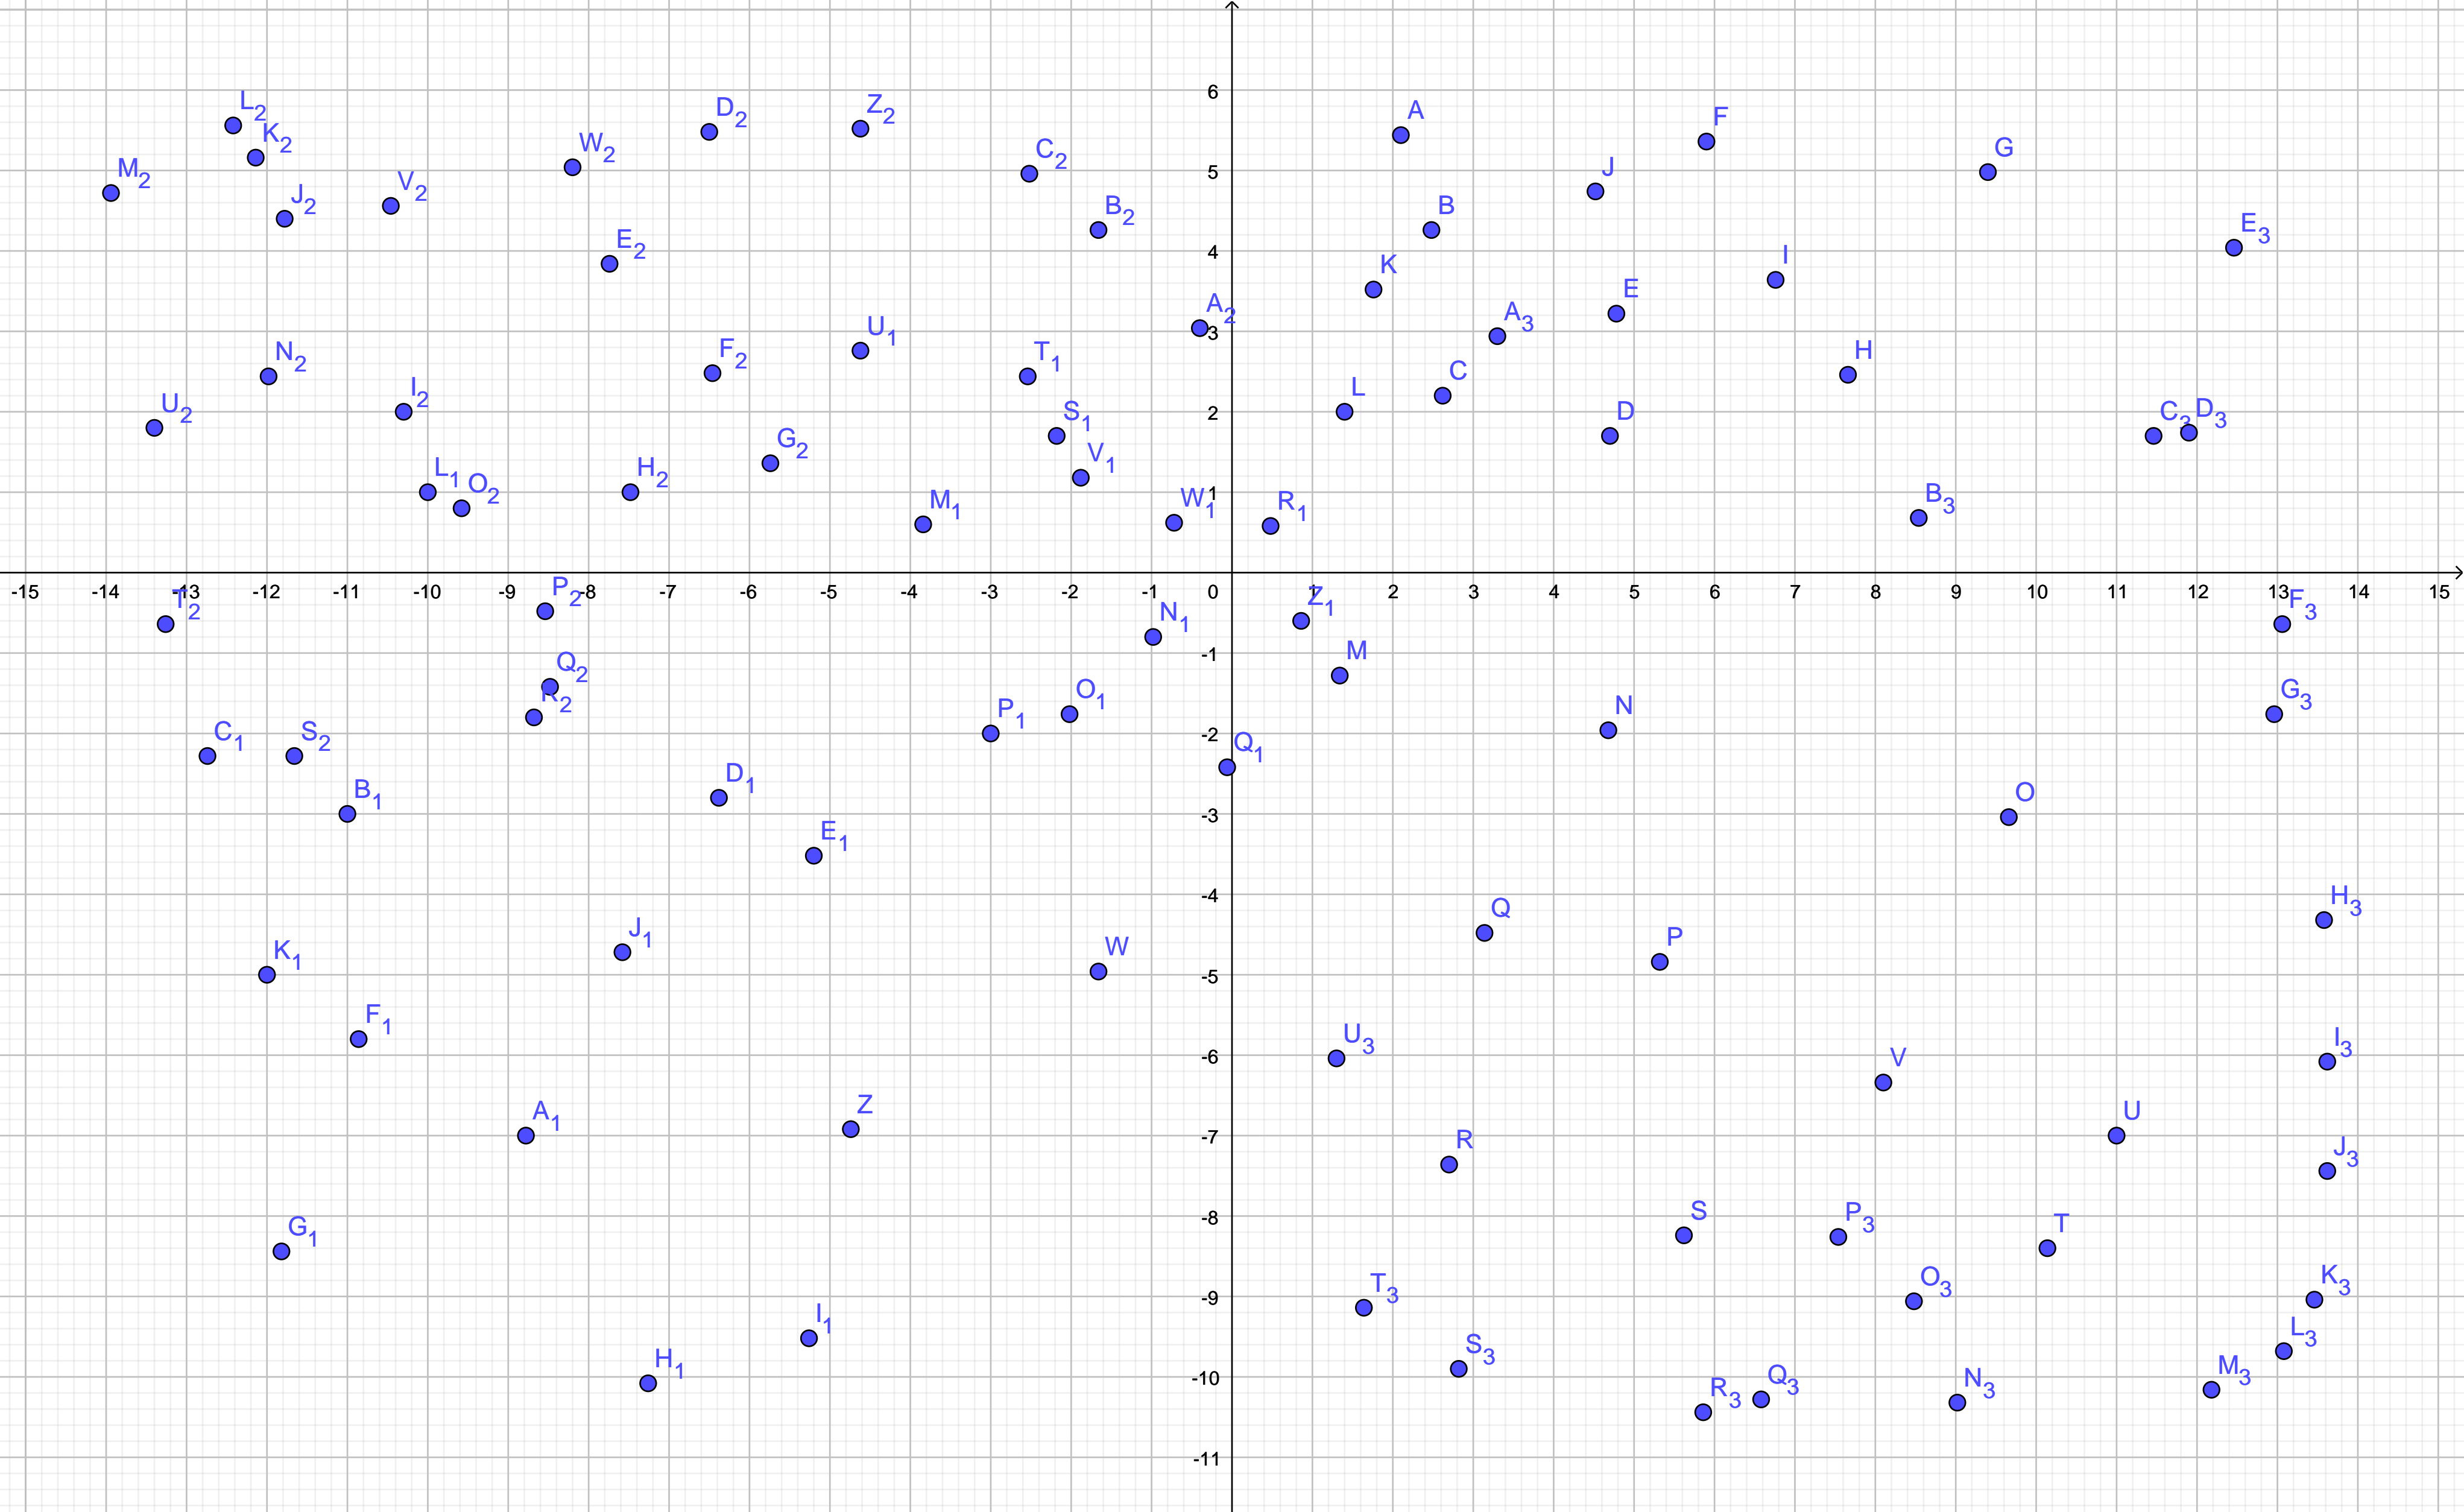 6
L₂
D₂
Z₂
A
F
K₂
W₂
G
C₂
J
M₂
5
V₂
J₂
B₂
B
E₃
E₂
4
I
K
E
A₂
A₃
U₁
3
N₂
F₂
T₁
H
C
I₂
L
U₂
2
S₁
D
C₃
D₃
G₂
V₁
L₁
O₂
H₂
1
M₁
W₁
R₁
B₃
-15 -14 -13 -12 -11 -10 -9 -8 -7 -6 -5 -4 -3 -2 -1 0 1 2 3 4 5 6 7 8 9 10 11 12 13 14 15
T₂
P₂
Z₁
F₃
N₁
-1
M
Q₂
R₂
O₁
G₃
P₁
N
C₁
S₂
-2
Q₁
D₁
B₁
O
-3
E₁
-4
H₃
Q
J₁
P
K₁
W
-5
F₁
U₃
-6
I₃
V
A₁
Z
U
-7
R
J₃
S
P₃
-8
T
G₁
T₃
O₃
K₃
-9
I₁
S₃
L₃
H₁
-10
R₃
Q₃
N₃
M₃
-11